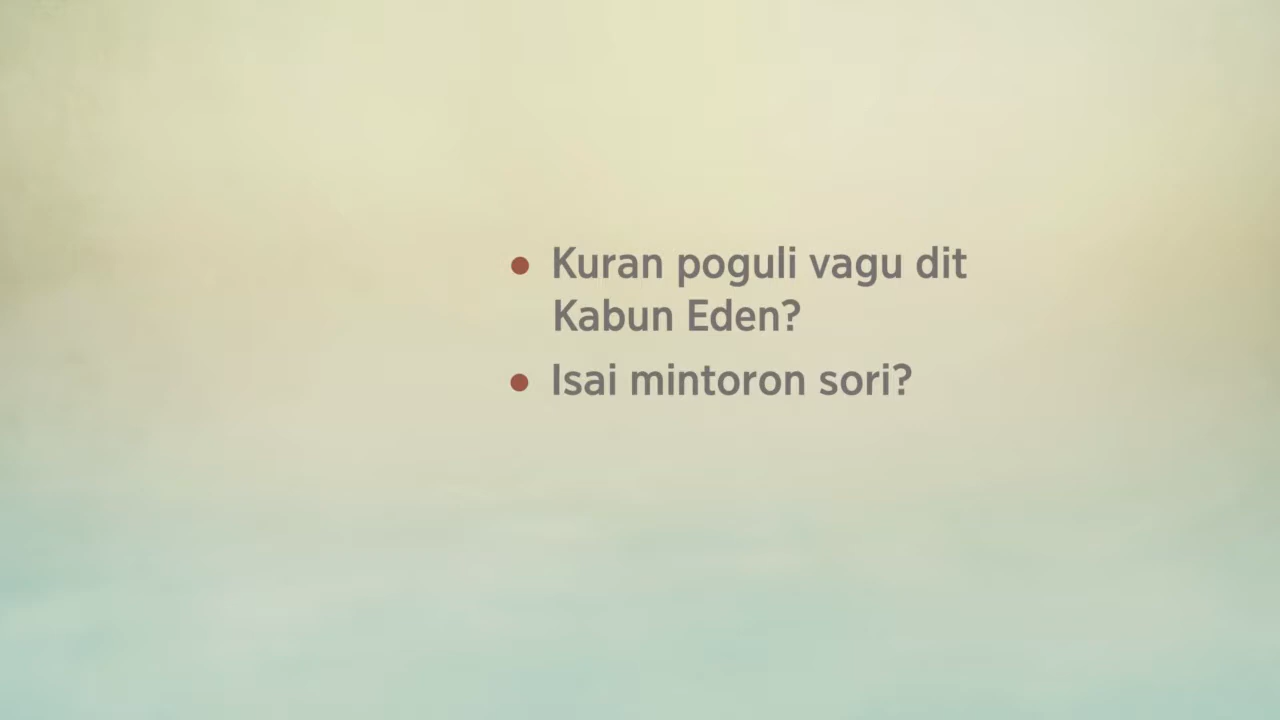 • Kuran poguli vagu dit
Kabun Eden?
• Isai mintoron sori?